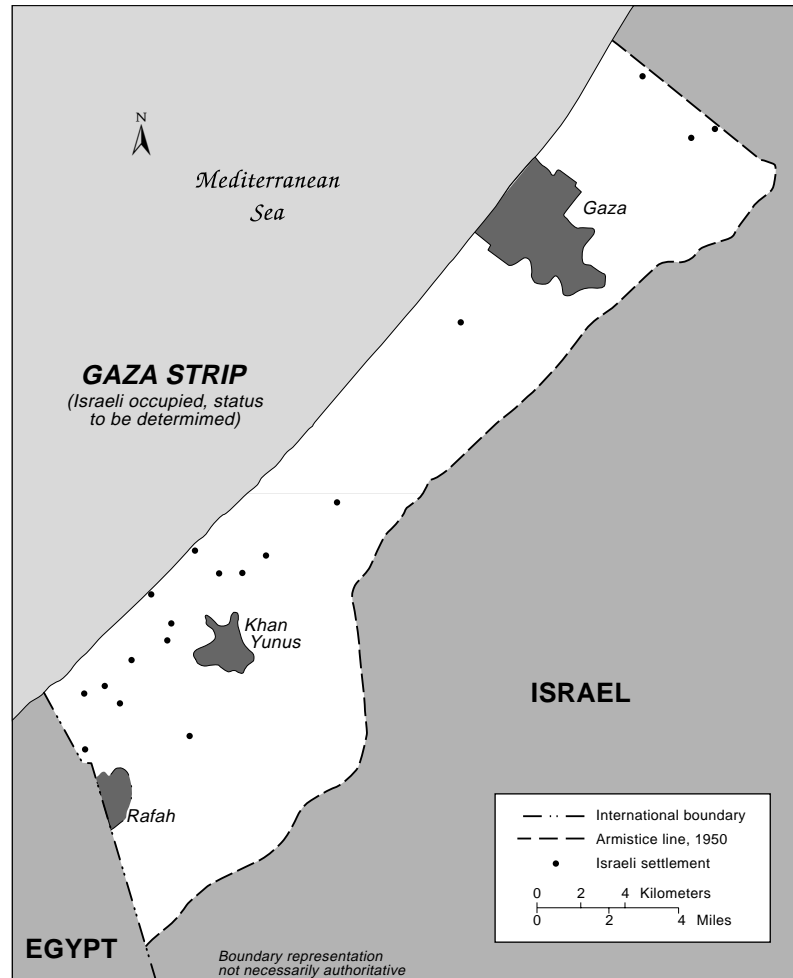 N
Mediterranean
Sea
Gaza
GAZA STRIP
(Israeli occupied, status
to be determimed)
Khan
Yunus
ISRAEL
Rafah
International boundary
Armistice line, 1950
Israeli settlement
0 2 4 Kilometers
0 2 4 Miles
EGYPT
Boundary representation
not necessarily authoritative